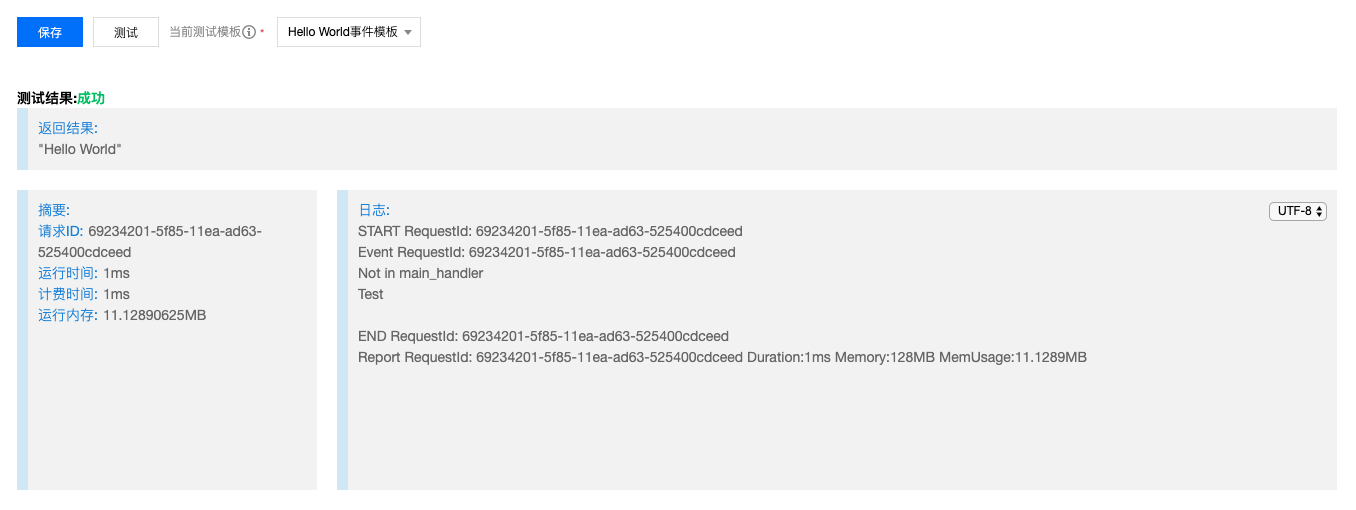 保存 测试 当前测试模板 * Hello World事件模板
测试结果:成功
返回结果:
"Hello World"
摘要:
请求ID: 69234201-5f85-11ea-ad63-
525400cdceed
运行时间: 1ms
计费时间: 1ms
运行内存: 11.12890625MB
日志:
UTF-8
START RequestId: 69234201-5f85-11ea-ad63-525400cdceed
Event RequestId: 69234201-5f85-11ea-ad63-525400cdceed
Not in main_handler
Test
END RequestId: 69234201-5f85-11ea-ad63-525400cdceed
Report RequestId: 69234201-5f85-11ea-ad63-525400cdceed Duration:1ms Memory:128MB MemUsage:11.1289MB